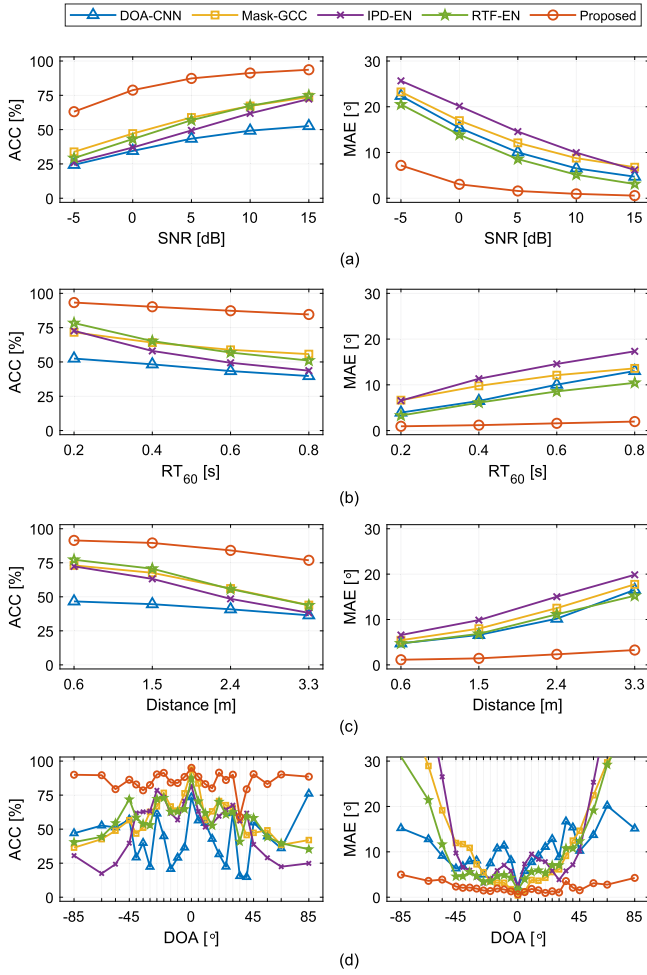 DOA-CNN Mask-GCC IPD-EN RTF-EN Proposed
ACC [%]
100
75
50
25
0
-5 0 5 10 15
SNR [dB]
MAE [°]
30
20
10
0
-5 0 5 10 15
SNR [dB]
(a)
ACC [%]
100
75
50
25
0
0.2 0.4 0.6 0.8
RT60 [s]
MAE [°]
30
20
10
0
0.2 0.4 0.6 0.8
RT60 [s]
(b)
ACC [%]
100
75
50
25
0
0.6 1.5 2.4 3.3
Distance [m]
MAE [°]
30
20
10
0
0.6 1.5 2.4 3.3
Distance [m]
(c)
ACC [%]
100
75
50
25
0
-85 -45 0 45 85
DOA [°]
MAE [°]
30
20
10
0
-85 -45 0 45 85
DOA [°]
(d)